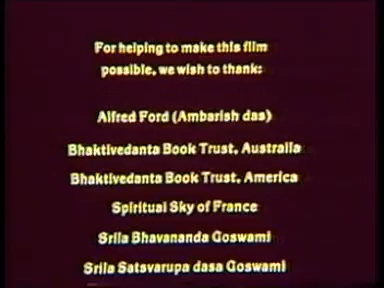 For helping to make this film
possible, we wish to thank:
Alfred Ford (Ambarish das)
Bhaktivedanta Book Trust, Australia
Bhaktivedanta Book Trust, America
Spiritual Sky of France
Srila Bhavananda Goswami
Srila Satsvarupa dasa Goswami